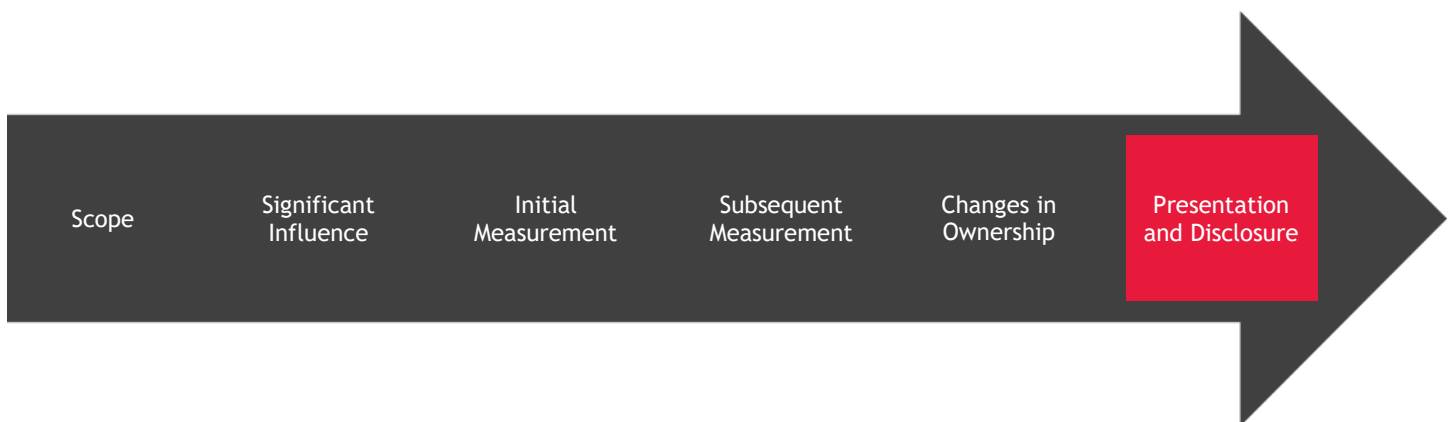 Scope
Significant
Influence
Initial
Measurement
Subsequent
Measurement
Changes in
Ownership
Presentation
and Disclosure